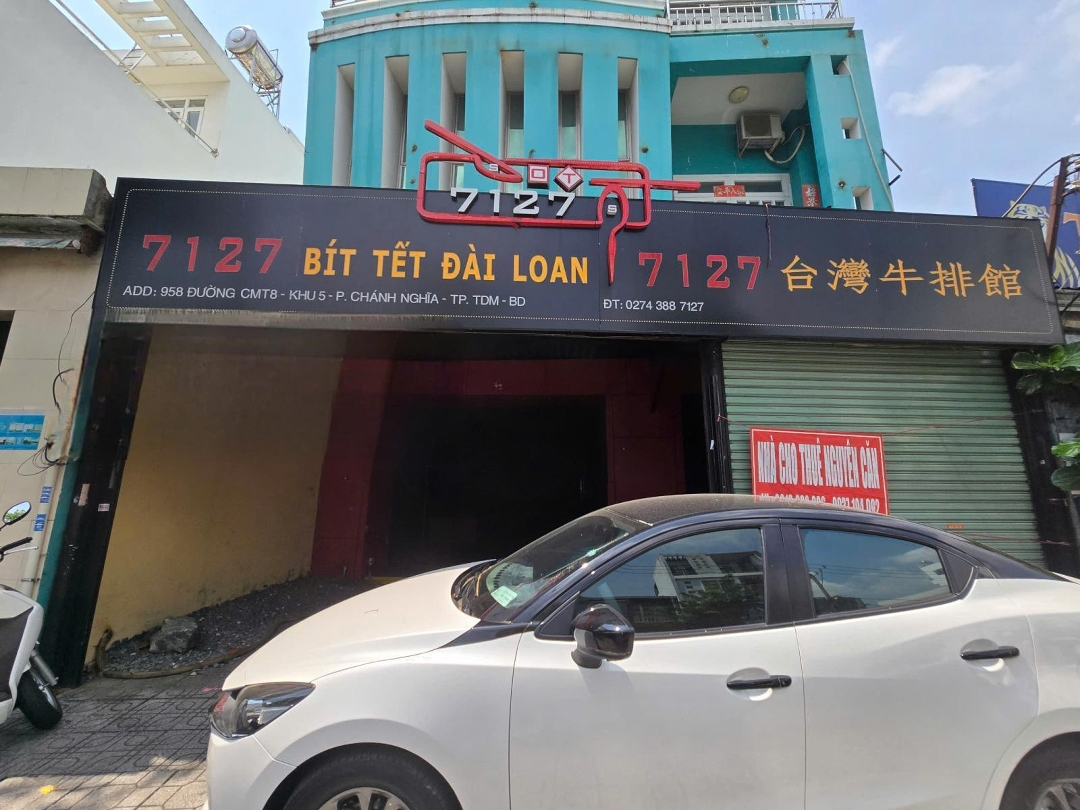 S O T
7127 S
7127 BÍT TẾT ĐÀI LOAN
7127 台灣牛排館
ADD: 958 ĐƯỜNG CMT8 - KHU 5 - P. CHÁNH NGHĨA - TP. TDM - BD
ĐT: 0274 388 7127
NHÀ CHO THUÊ NGUYÊN CĂN